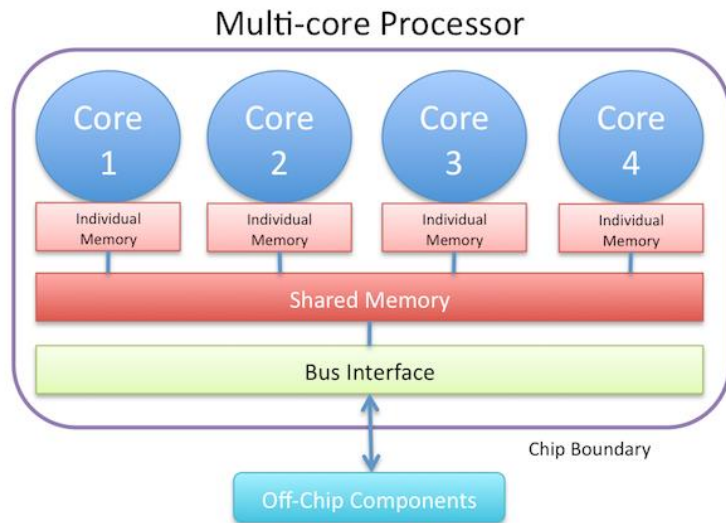 Multi-core Processor
Core
1
Core
2
Core
3
Core
4
Individual
Memory
Individual
Memory
Individual
Memory
Individual
Memory
Shared Memory
Bus Interface
Chip Boundary
Off-Chip Components